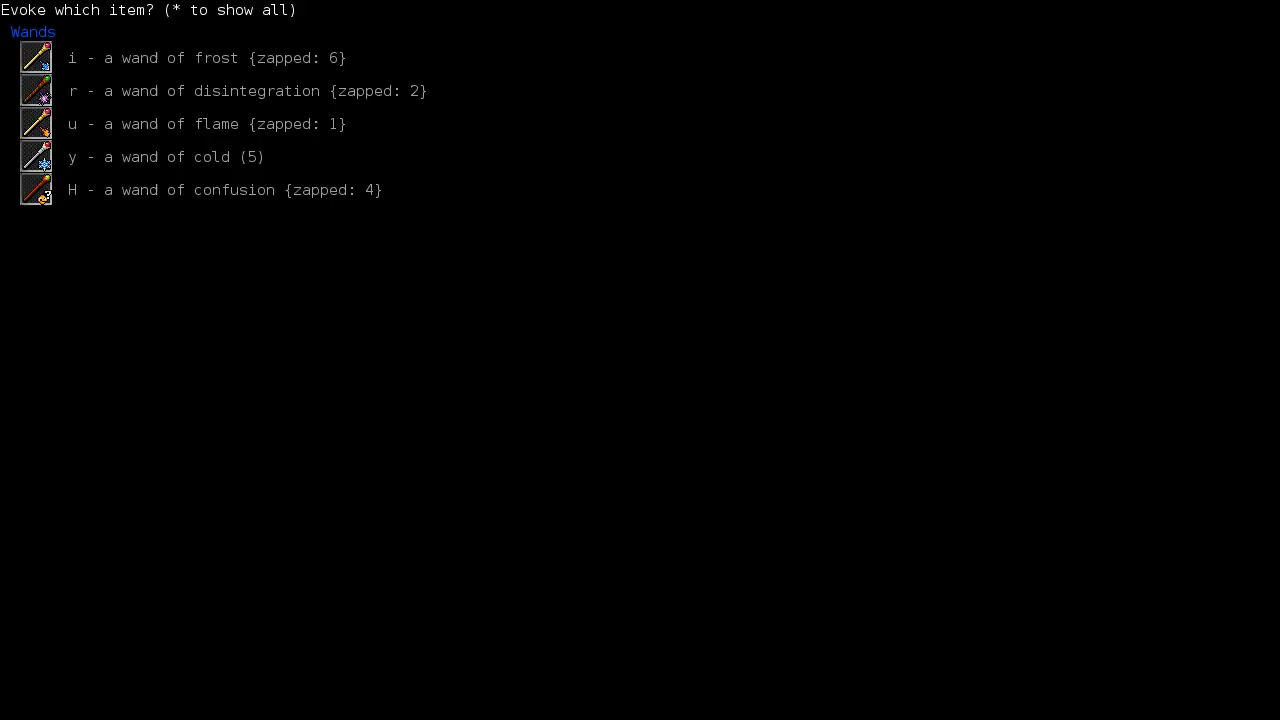 Evoke which item? (* to show all)
Wands
i - a wand of frost {zapped: 6}
r - a wand of disintegration {zapped: 2}
u - a wand of flame {zapped: 1}
y - a wand of cold (5)
H - a wand of confusion {zapped: 4}